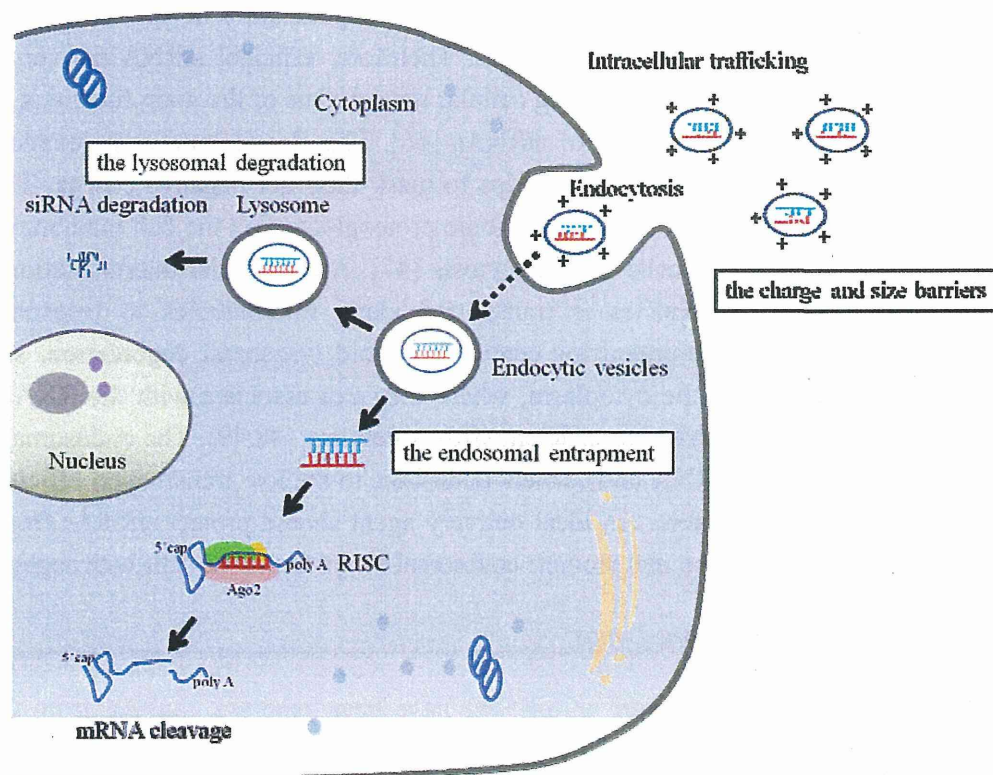 Intracellular trafficking
Cytoplasm
the lysosomal degradation
Endocytosis
siRNA degradation
Lysosome
the charge and size barriers
Endocytic vesicles
the endosomal entrapment
Nucleus
5'cap
poly A
RISC
Ago2
5'cap
poly A
mRNA cleavage